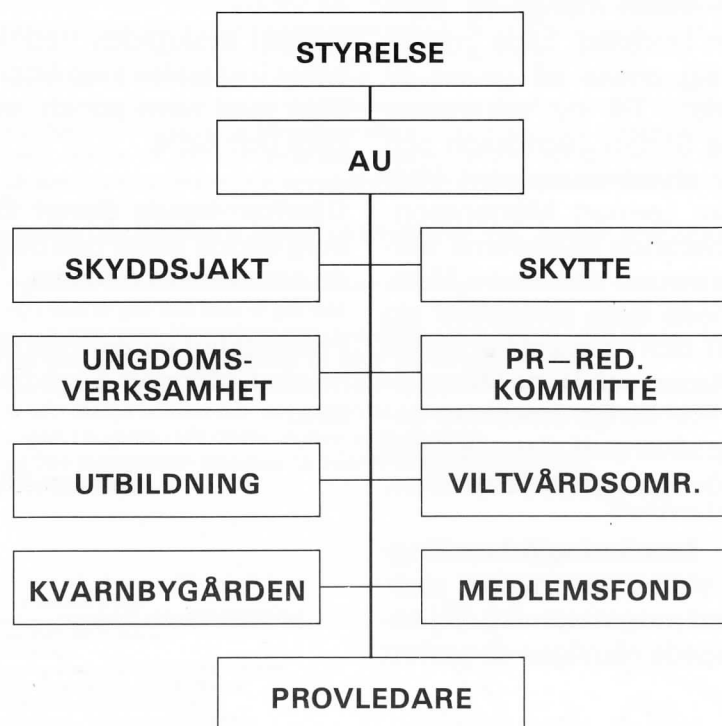 STYRELSE
AU
SKYDDSJAKT
SKYTTE
UNGDOMS-
VERKSAMHET
PR—RED.
KOMMITTÉ
UTBILDNING
VILTVÅRDSOMR.
KVARNBYGÅRDEN
MEDLEMSFOND
PROVLEDARE